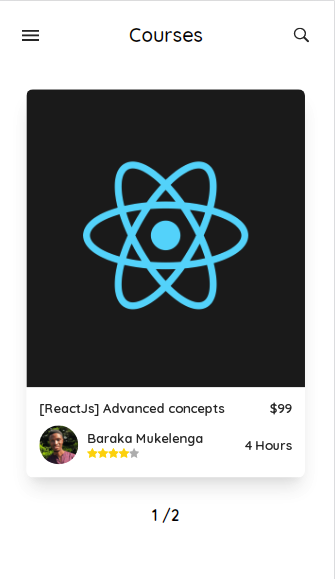 Courses
[ReactJs] Advanced concepts $99
Baraka Mukelenga
4 Hours
1 /2